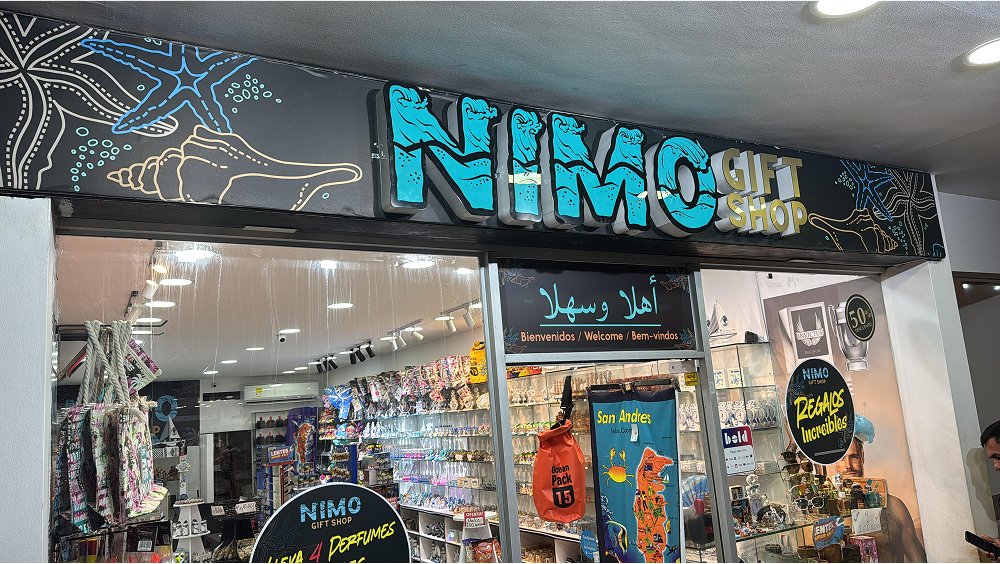 NIMO
GIFT
SHOP
أهلا وسهلا
Bienvenidos / Welcome / Bem-vindos
San Andres
Ocean
Pack
15
bold
50%
NIMO
GIFT SHOP
REGALOS
Increíbles
NIMO
GIFT SHOP
LLEVA 4 PERFUMES